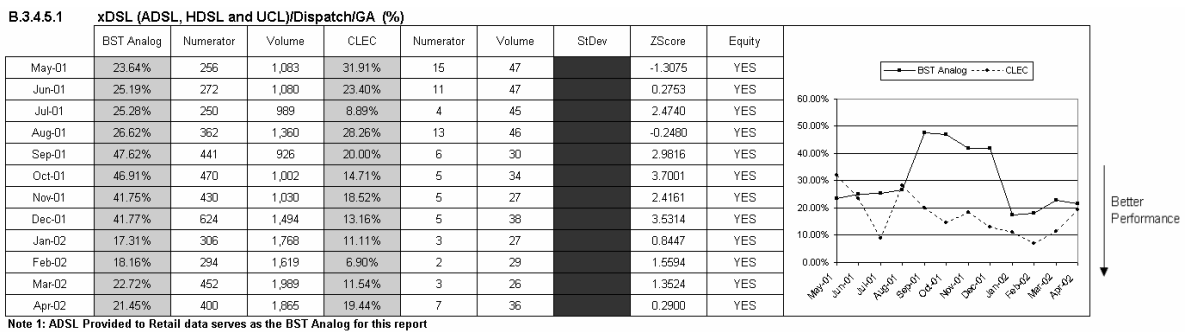 B.3.4.5.1 xDSL (ADSL, HDSL and UCL)/Dispatch/GA (%)
BST Analog Numerator Volume CLEC Numerator Volume StDev ZScore Equity
May-01 23.64% 256 1,083 31.91% 15 47 -1.3075 YES
Jun-01 25.19% 272 1,080 23.40% 11 47 0.2753 YES
Jul-01 25.28% 250 989 8.89% 4 45 2.4740 YES
Aug-01 26.62% 362 1,360 28.26% 13 46 -0.2480 YES
Sep-01 47.62% 441 926 20.00% 6 30 2.9816 YES
Oct-01 46.91% 470 1,002 14.71% 5 34 3.7001 YES
Nov-01 41.75% 430 1,030 18.52% 5 27 2.4161 YES
Dec-01 41.77% 624 1,494 13.16% 5 38 3.5314 YES
Jan-02 17.31% 306 1,768 11.11% 3 27 0.8447 YES
Feb-02 18.16% 294 1,619 6.90% 2 29 1.5594 YES
Mar-02 22.72% 452 1,989 11.54% 3 26 1.3524 YES
Apr-02 21.45% 400 1,865 19.44% 7 36 0.2900 YES
Note 1: ADSL Provided to Retail data serves as the BST Analog for this report
BST Analog CLEC
60.00%
50.00%
40.00%
30.00%
20.00%
10.00%
0.00%
May-01 Jun-01 Jul-01 Aug-01 Sep-01 Oct-01 Nov-01 Dec-01 Jan-02 Feb-02 Mar-02 Apr-02
Better
Performance